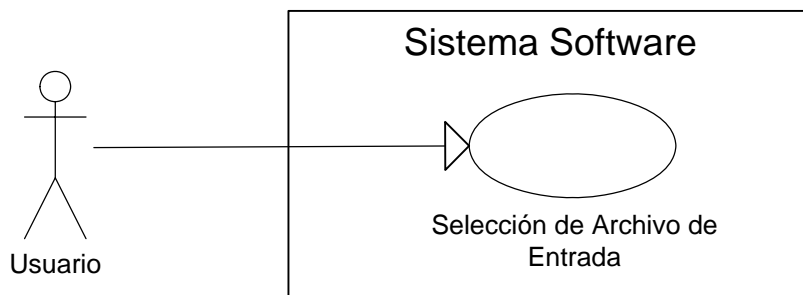 Sistema Software
Selección de Archivo de
Entrada
Usuario